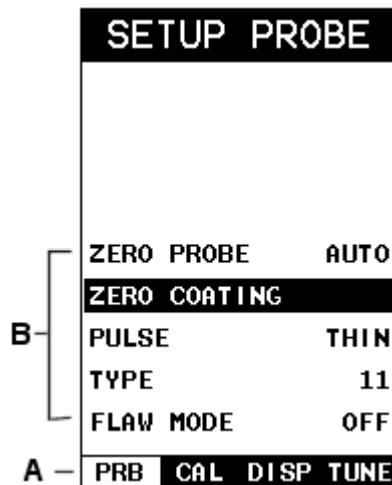 SETUP PROBE
ZERO PROBE AUTO
ZERO COATING
B
PULSE THIN
TYPE 11
FLAW MODE OFF
A PRB CAL DISP TUNE